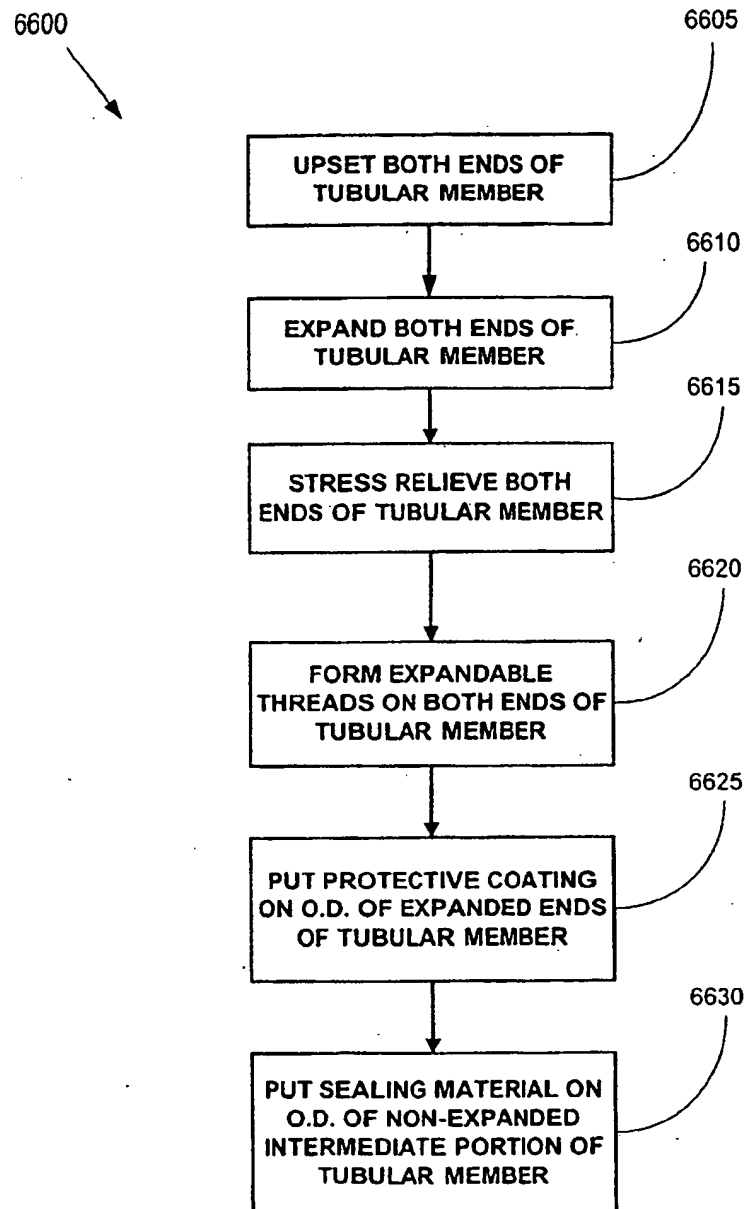 6600
6605
UPSET BOTH ENDS OF
TUBULAR MEMBER
6610
EXPAND BOTH ENDS OF
TUBULAR MEMBER
6615
STRESS RELIEVE BOTH
ENDS OF TUBULAR MEMBER
6620
FORM EXPANDABLE
THREADS ON BOTH ENDS OF
TUBULAR MEMBER
6625
PUT PROTECTIVE COATING
ON O.D. OF EXPANDED ENDS
OF TUBULAR MEMBER
6630
PUT SEALING MATERIAL ON
O.D. OF NON-EXPANDED
INTERMEDIATE PORTION OF
TUBULAR MEMBER